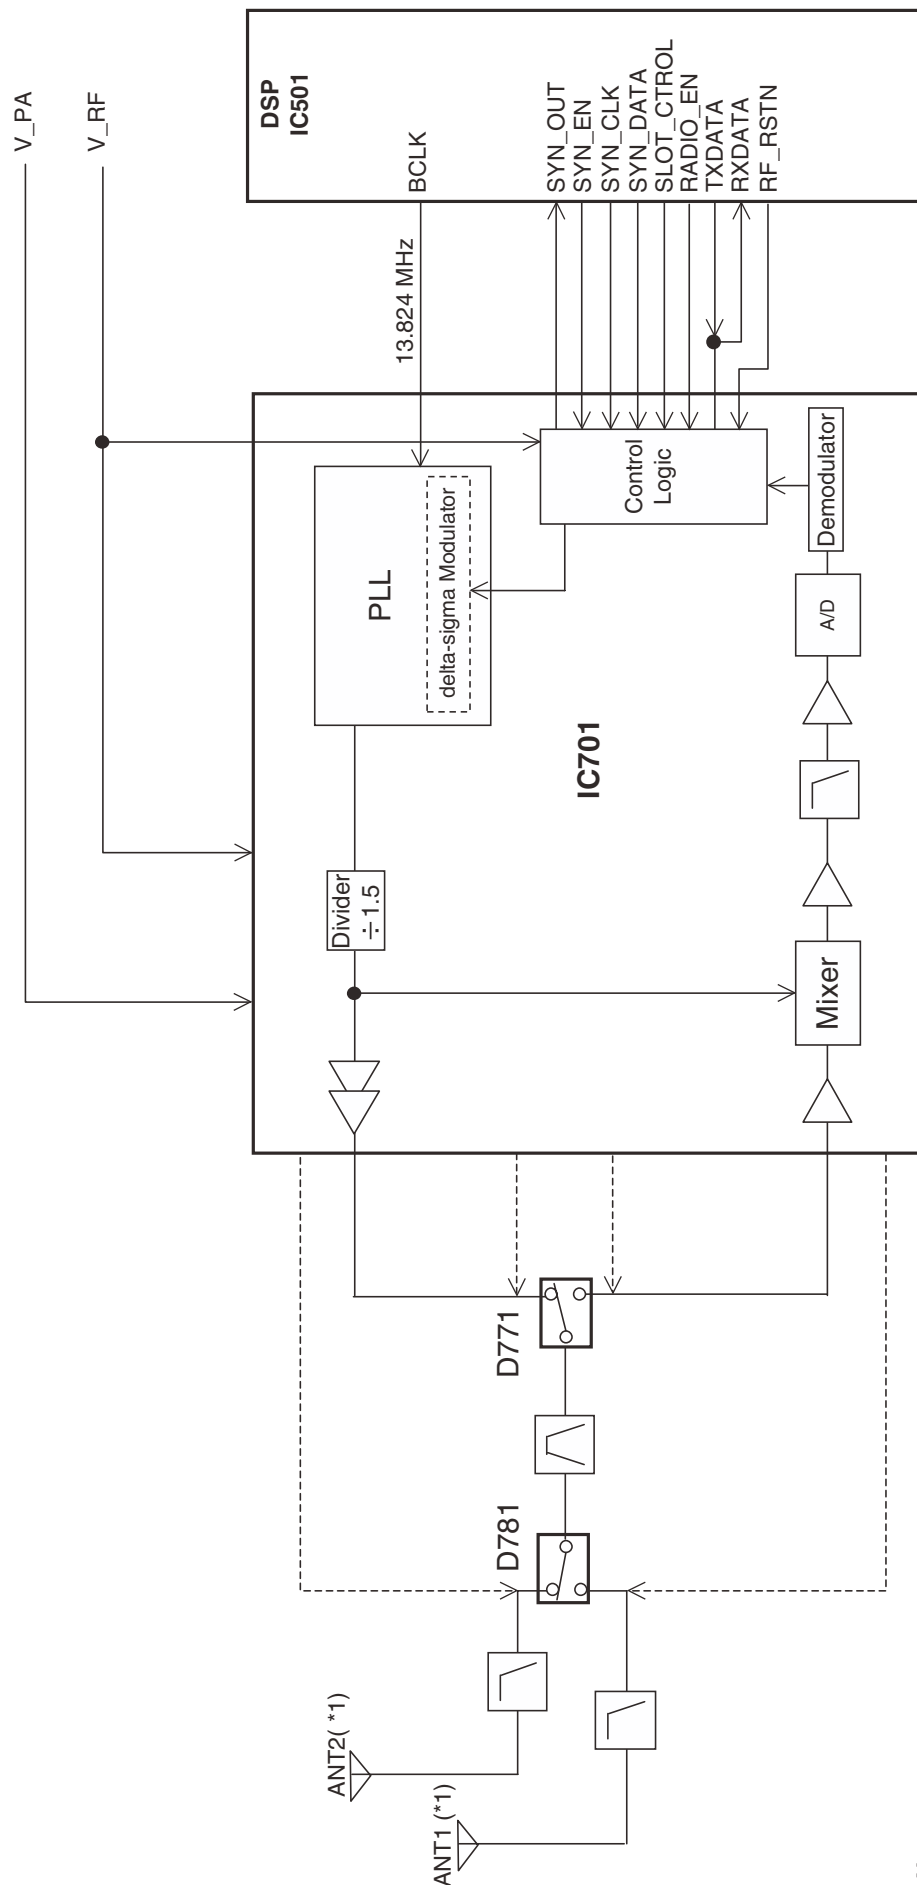 V_PA
V_RF
DSP
IC501
BCLK
SYN_OUT
SYN_EN
SYN_CLK
SYN_DATA
SLOT_CTROL
RADIO_EN
TXDATA
RXDATA
RF_RSTN
13.824 MHz
PLL
delta-sigma Modulator
Control
Logic
Demodulator
A/D
IC701
Divider
÷1.5
Mixer
D771
D781
ANT2( *1)
ANT1 (*1)